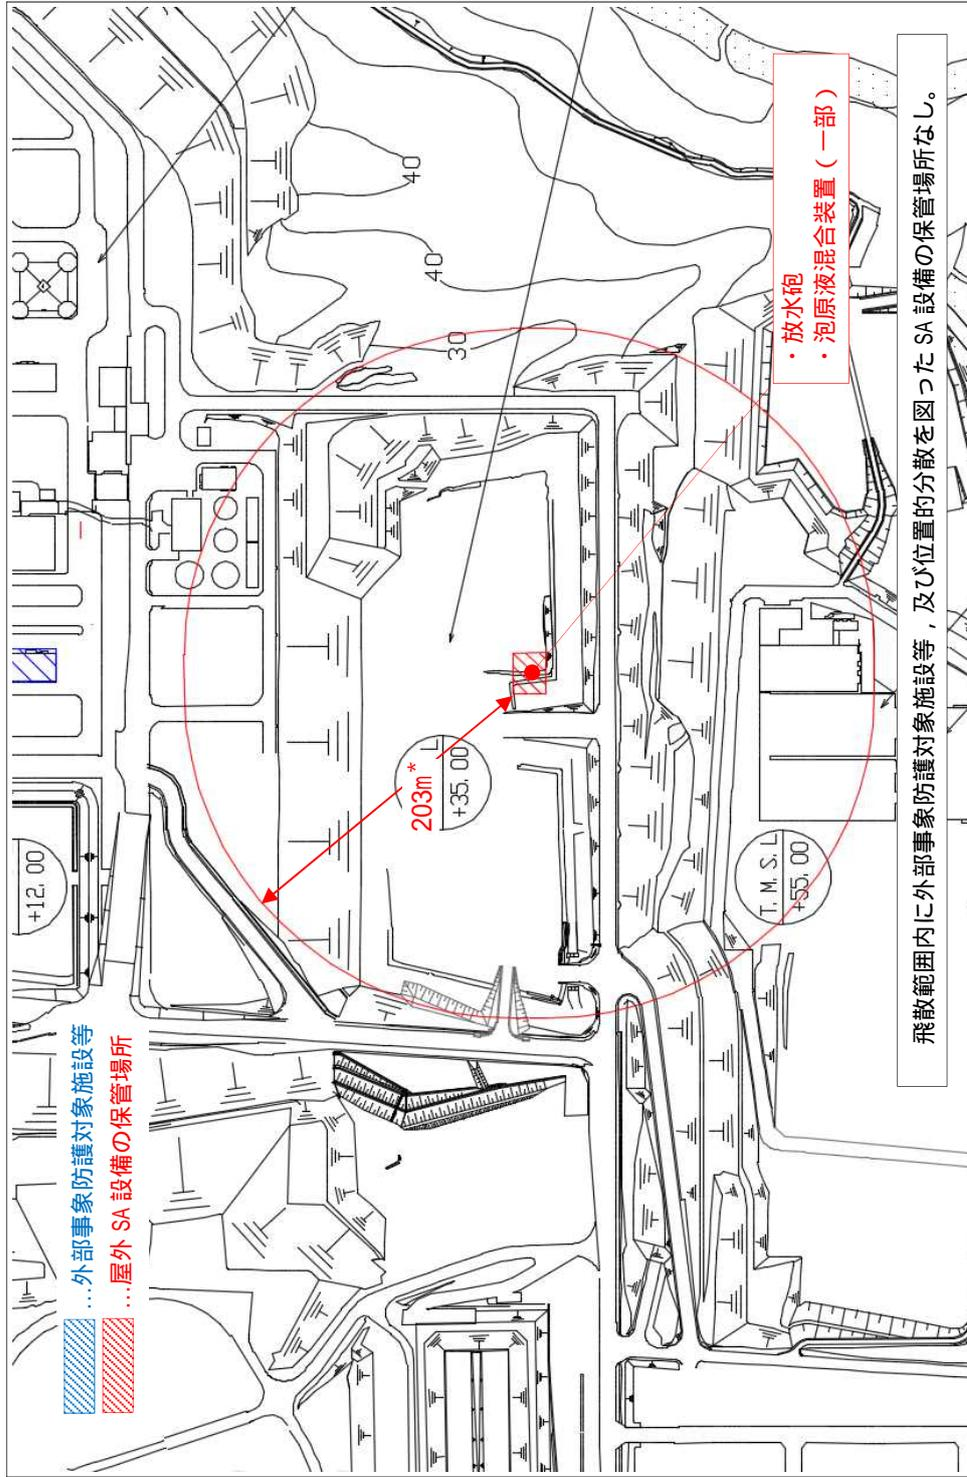 …外部事象防護対象施設等
…屋外 SA 設備の保管場所
+12.00
203m*
L
+35.00
T.M.S.L
+55.00
30
40
40
・放水砲
・泡原液混合装置（一部）
飛散範囲内に外部事象防護対象施設等，及び位置的分散を図った SA 設備の保管場所なし。